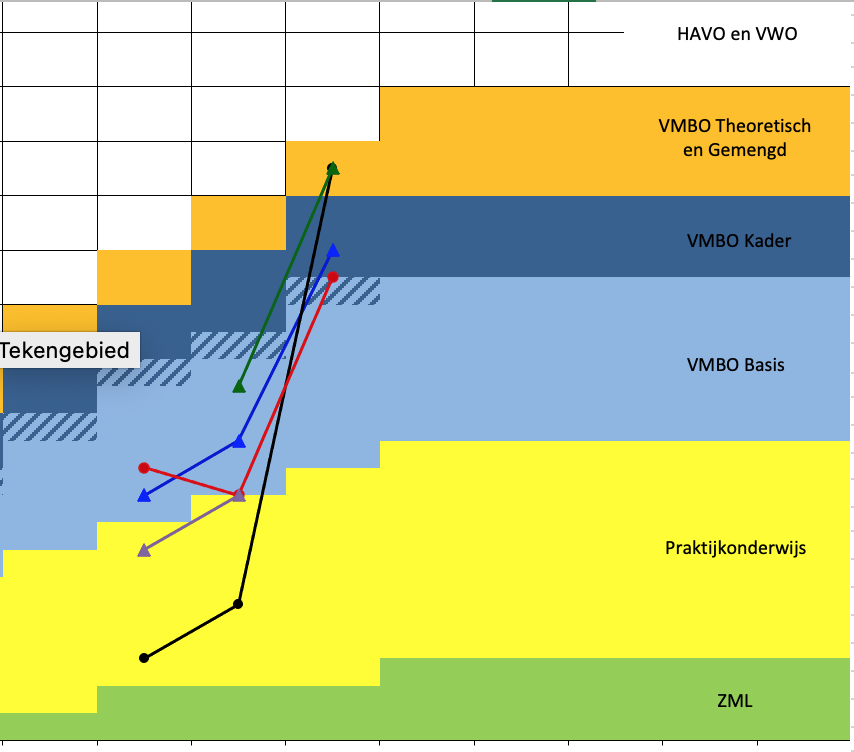 HAVO en VWO
VMBO Theoretisch
en Gemengd
VMBO Kader
Tekengebied
VMBO Basis
Praktijkonderwijs
ZML